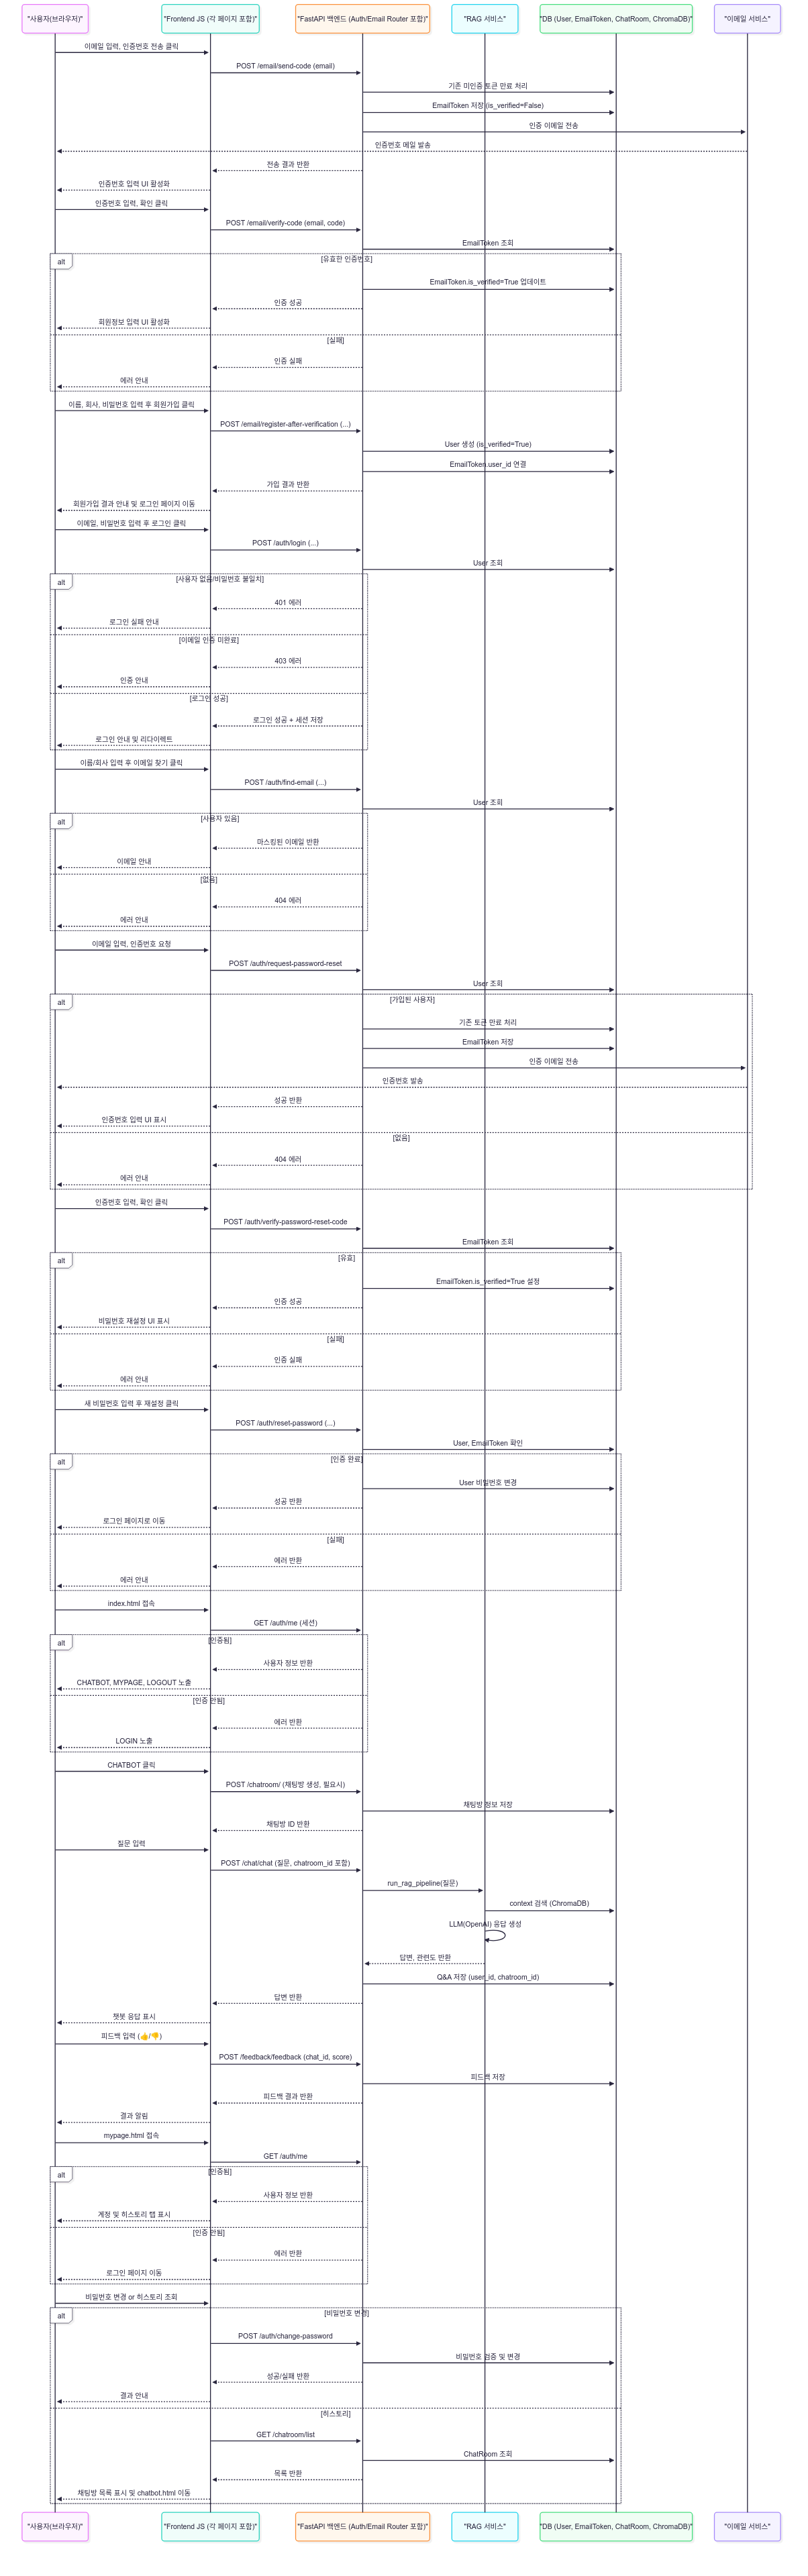 "사용자(브라우저)"
"Frontend JS (각 페이지 포함)"
"FastAPI 백엔드 (Auth/Email Router 포함)"
"RAG 서비스"
"DB (User, EmailToken, ChatRoom, ChromaDB)"
"이메일 서비스"
이메일 입력, 인증번호 전송 클릭
POST /email/send-code (email)
기존 미인증 토큰 만료 처리
EmailToken 저장 (is_verified=False)
인증 이메일 전송
인증번호 메일 발송
전송 결과 반환
인증번호 입력 UI 활성화
인증번호 입력, 확인 클릭
POST /email/verify-code (email, code)
EmailToken 조회
alt
[유효한 인증번호]
EmailToken.is_verified=True 업데이트
인증 성공
회원정보 입력 UI 활성화
[실패]
인증 실패
에러 안내
이름, 회사, 비밀번호 입력 후 회원가입 클릭
POST /email/register-after-verification (...)
User 생성 (is_verified=True)
EmailToken.user_id 연결
가입 결과 반환
회원가입 결과 안내 및 로그인 페이지 이동
이메일, 비밀번호 입력 후 로그인 클릭
POST /auth/login (...)
User 조회
alt
[사용자 없음/비밀번호 불일치]
401 에러
로그인 실패 안내
[이메일 인증 미완료]
403 에러
인증 안내
[로그인 성공]
로그인 성공 + 세션 저장
로그인 안내 및 리다이렉트
이름/회사 입력 후 이메일 찾기 클릭
POST /auth/find-email (...)
User 조회
alt
[사용자 있음]
마스킹된 이메일 반환
이메일 안내
[없음]
404 에러
에러 안내
이메일 입력, 인증번호 요청
POST /auth/request-password-reset
User 조회
alt
[가입된 사용자]
기존 토큰 만료 처리
EmailToken 저장
인증 이메일 전송
인증번호 발송
성공 반환
인증번호 입력 UI 표시
[없음]
404 에러
에러 안내
인증번호 입력, 확인 클릭
POST /auth/verify-password-reset-code
EmailToken 조회
alt
[유효]
EmailToken.is_verified=True 설정
인증 성공
비밀번호 재설정 UI 표시
[실패]
인증 실패
에러 안내
새 비밀번호 입력 후 재설정 클릭
POST /auth/reset-password (...)
User, EmailToken 확인
alt
[인증 완료]
User 비밀번호 변경
성공 반환
로그인 페이지로 이동
[실패]
에러 반환
에러 안내
index.html 접속
GET /auth/me (세션)
alt
[인증됨]
사용자 정보 반환
CHATBOT, MYPAGE, LOGOUT 노출
[인증 안됨]
에러 반환
LOGIN 노출
CHATBOT 클릭
POST /chatroom/ (채팅방 생성, 필요시)
채팅방 정보 저장
채팅방 ID 반환
질문 입력
POST /chat/chat (질문, chatroom_id 포함)
run_rag_pipeline(질문)
context 검색 (ChromaDB)
LLM(OpenAI) 응답 생성
답변, 관련도 반환
Q&A 저장 (user_id, chatroom_id)
답변 반환
챗봇 응답 표시
피드백 입력 (👍/👎)
POST /feedback/feedback (chat_id, score)
피드백 저장
피드백 결과 반환
결과 알림
mypage.html 접속
GET /auth/me
alt
[인증됨]
사용자 정보 반환
계정 및 히스토리 탭 표시
[인증 안됨]
에러 반환
로그인 페이지 이동
비밀번호 변경 or 히스토리 조회
alt
[비밀번호 변경]
POST /auth/change-password
비밀번호 검증 및 변경
성공/실패 반환
결과 안내
[히스토리]
GET /chatroom/list
ChatRoom 조회
목록 반환
채팅방 목록 표시 및 chatbot.html 이동
"사용자(브라우저)"
"Frontend JS (각 페이지 포함)"
"FastAPI 백엔드 (Auth/Email Router 포함)"
"RAG 서비스"
"DB (User, EmailToken, ChatRoom, ChromaDB)"
"이메일 서비스"